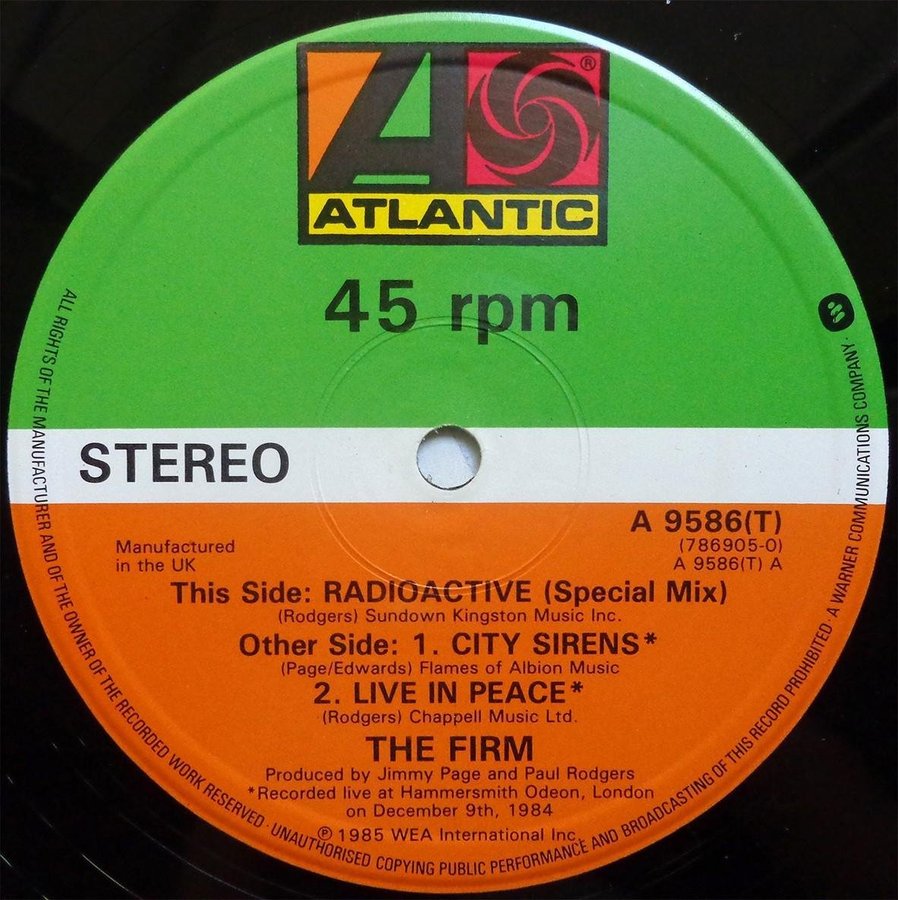 ®
ATLANTIC
45 rpm
STEREO
A 9586(T)
(786905-0)
A 9586(T) A
Manufactured
in the UK
This Side: RADIOACTIVE (Special Mix)
(Rodgers) Sundown Kingston Music Inc.
Other Side: 1. CITY SIRENS*
(Page/Edwards) Flames of Albion Music
2. LIVE IN PEACE*
(Rodgers) Chappell Music Ltd.
THE FIRM
Produced by Jimmy Page and Paul Rodgers
*Recorded live at Hammersmith Odeon, London
on December 9th, 1984
℗ 1985 WEA International Inc.
ALL RIGHTS OF THE MANUFACTURER AND OF THE OWNER OF THE RECORDED WORK RESERVED · UNAUTHORISED COPYING PUBLIC PERFORMANCE AND BROADCASTING OF THIS RECORD PROHIBITED · A WARNER COMMUNICATIONS COMPANY ·